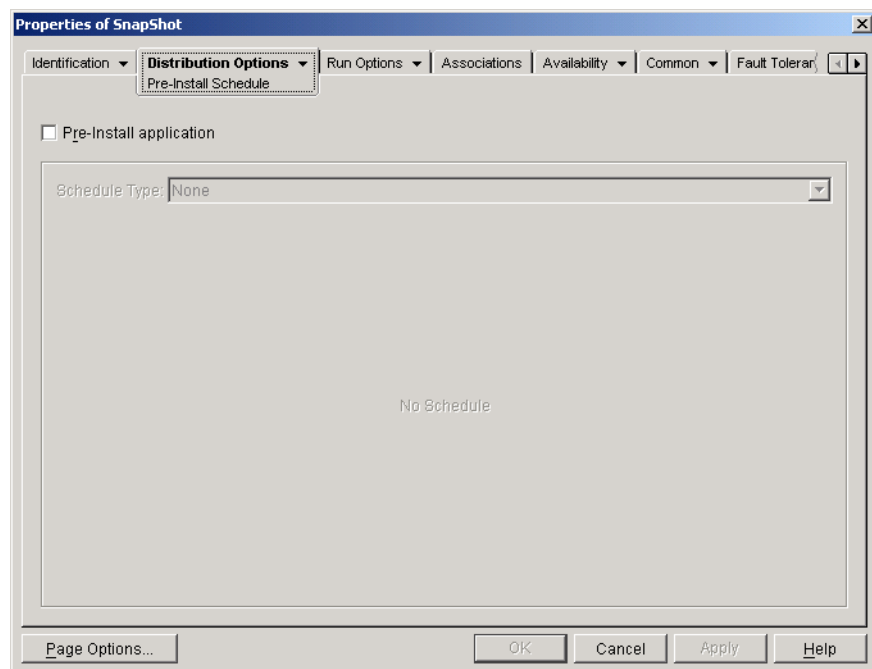 Properties of SnapShot
Identification Distribution Options Run Options Associations Availability Common Fault Toleran
Pre-Install Schedule
Pre-Install application
Schedule Type: None
No Schedule
Page Options... OK Cancel Apply Help